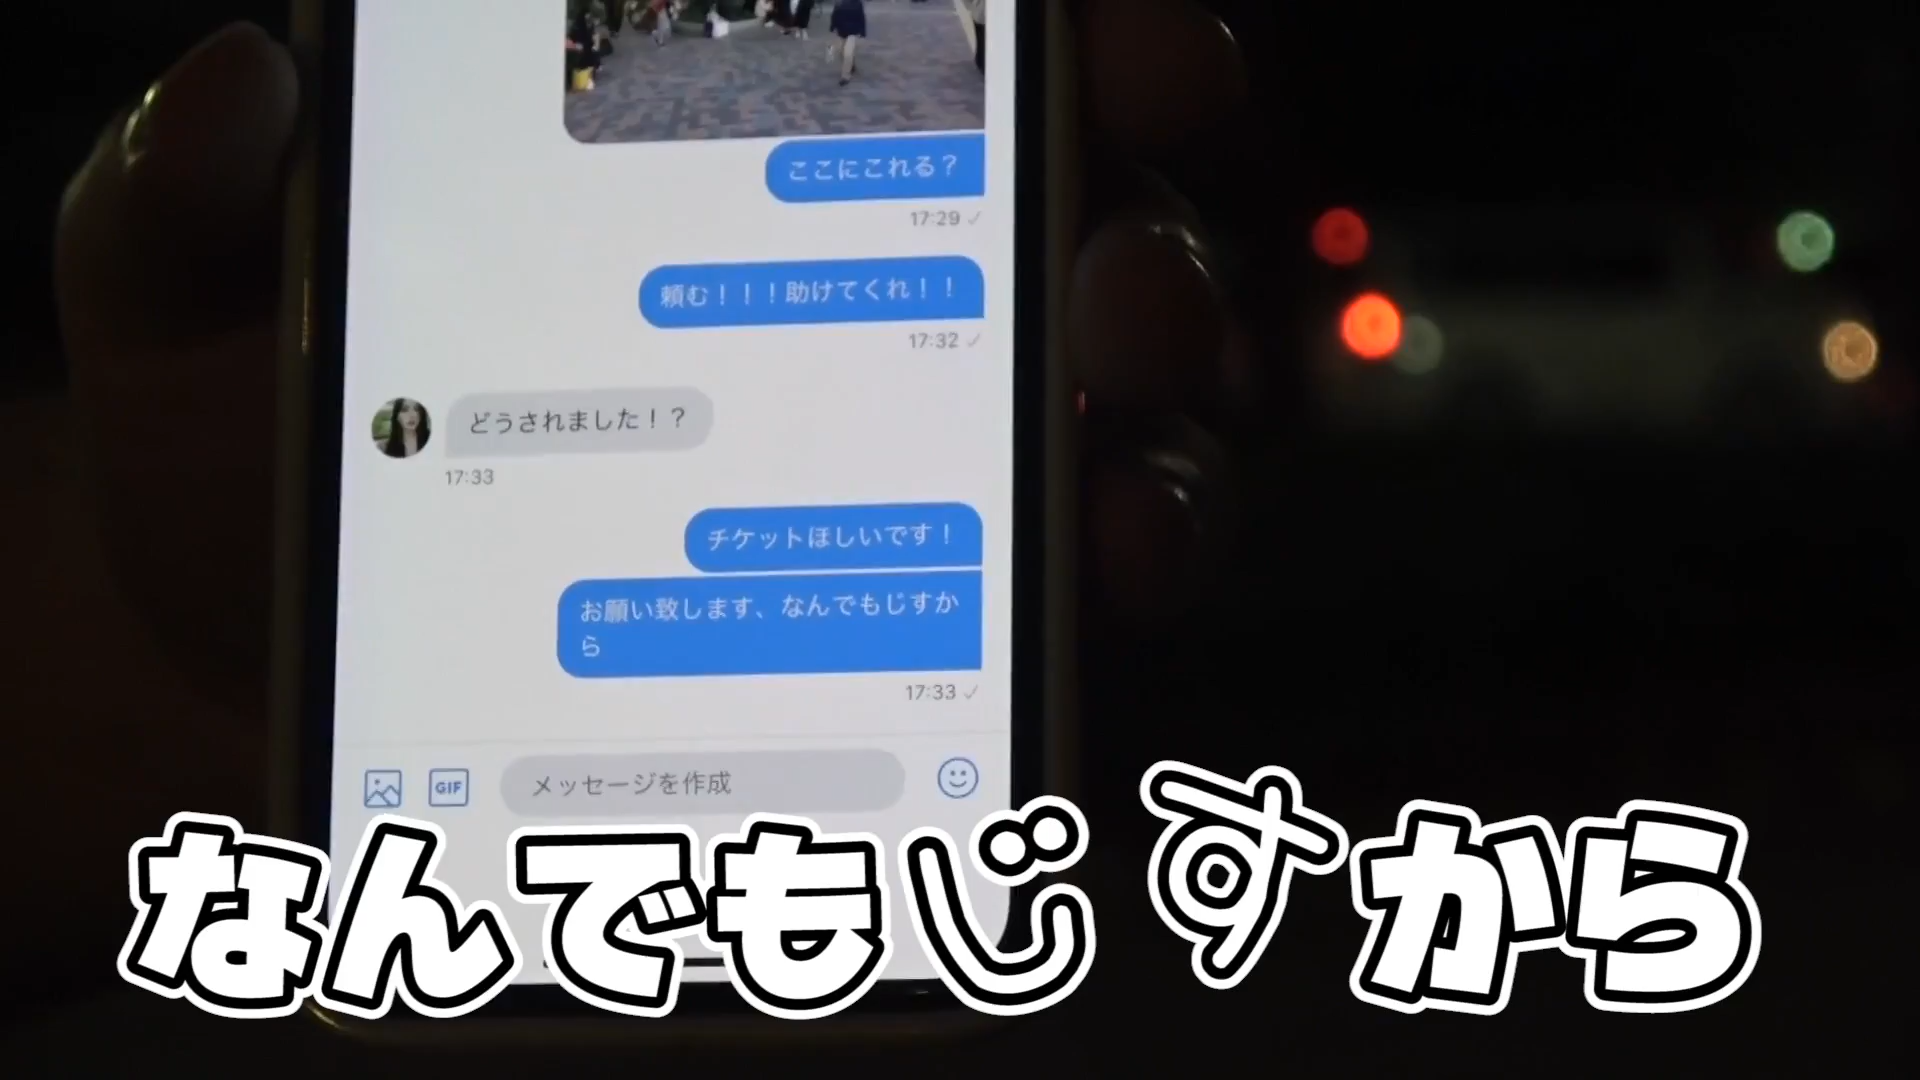 ここにこれる？
17:29 ✓
頼む！！！助けてくれ！！
17:32 ✓
どうされました！？
17:33
チケットほしいです！
お願い致します、なんでもじすか
ら
17:33 ✓
GIF
メッセージを作成
なんでもじすから